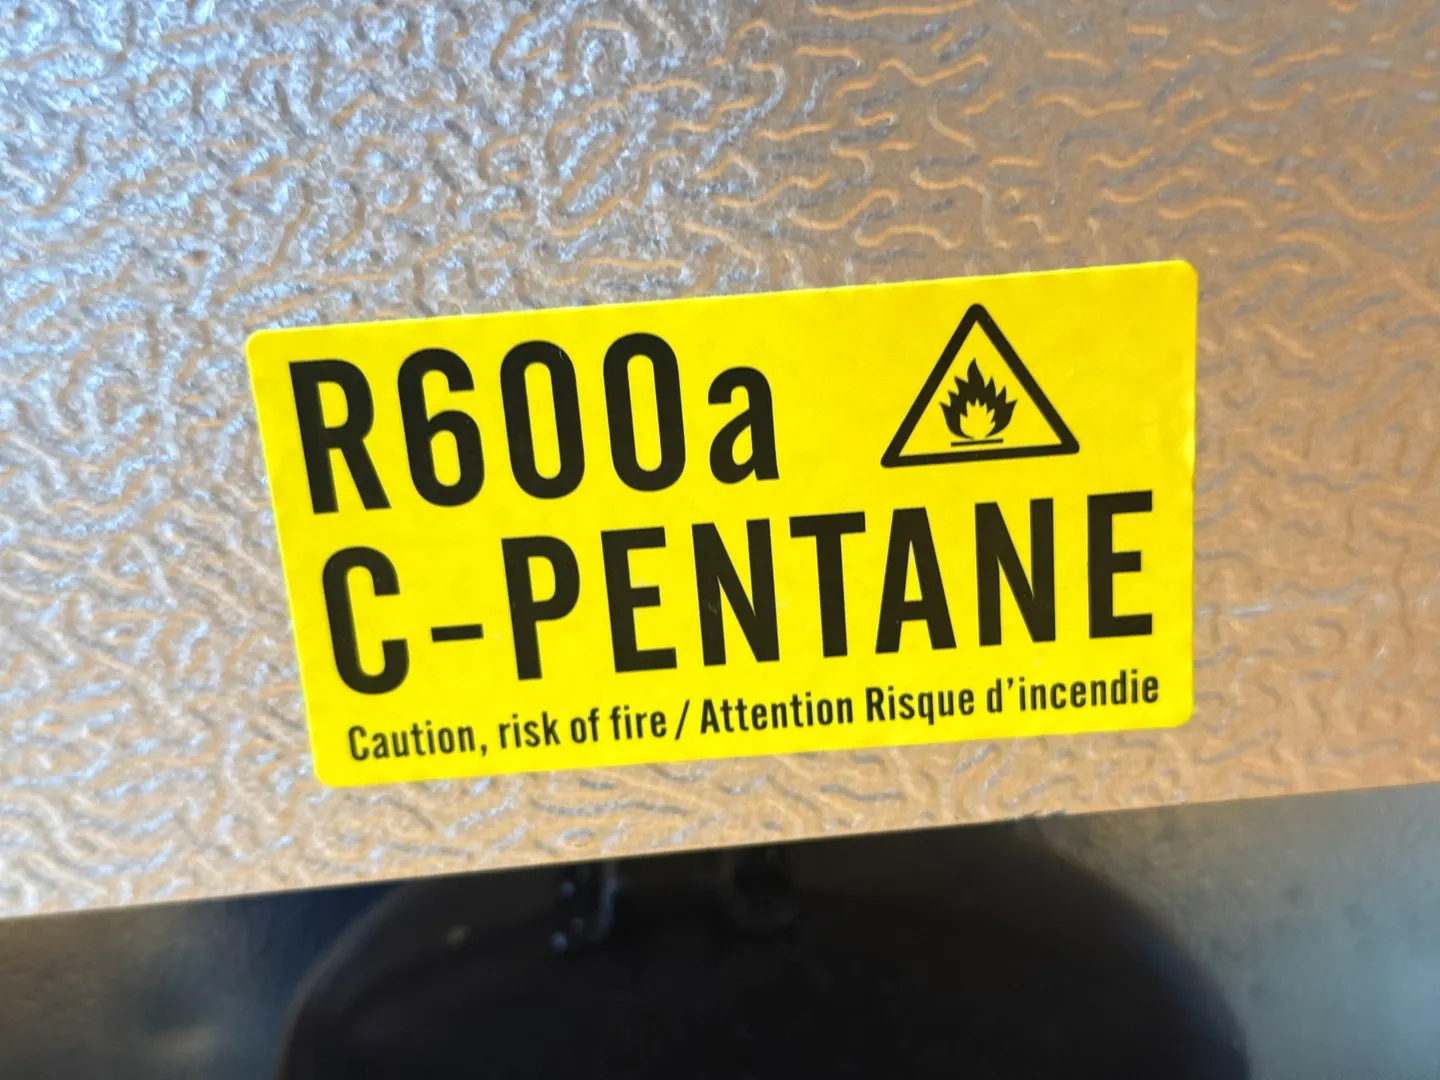 R600a
C-PENTANE
Caution, risk of fire / Attention Risque d'incendie